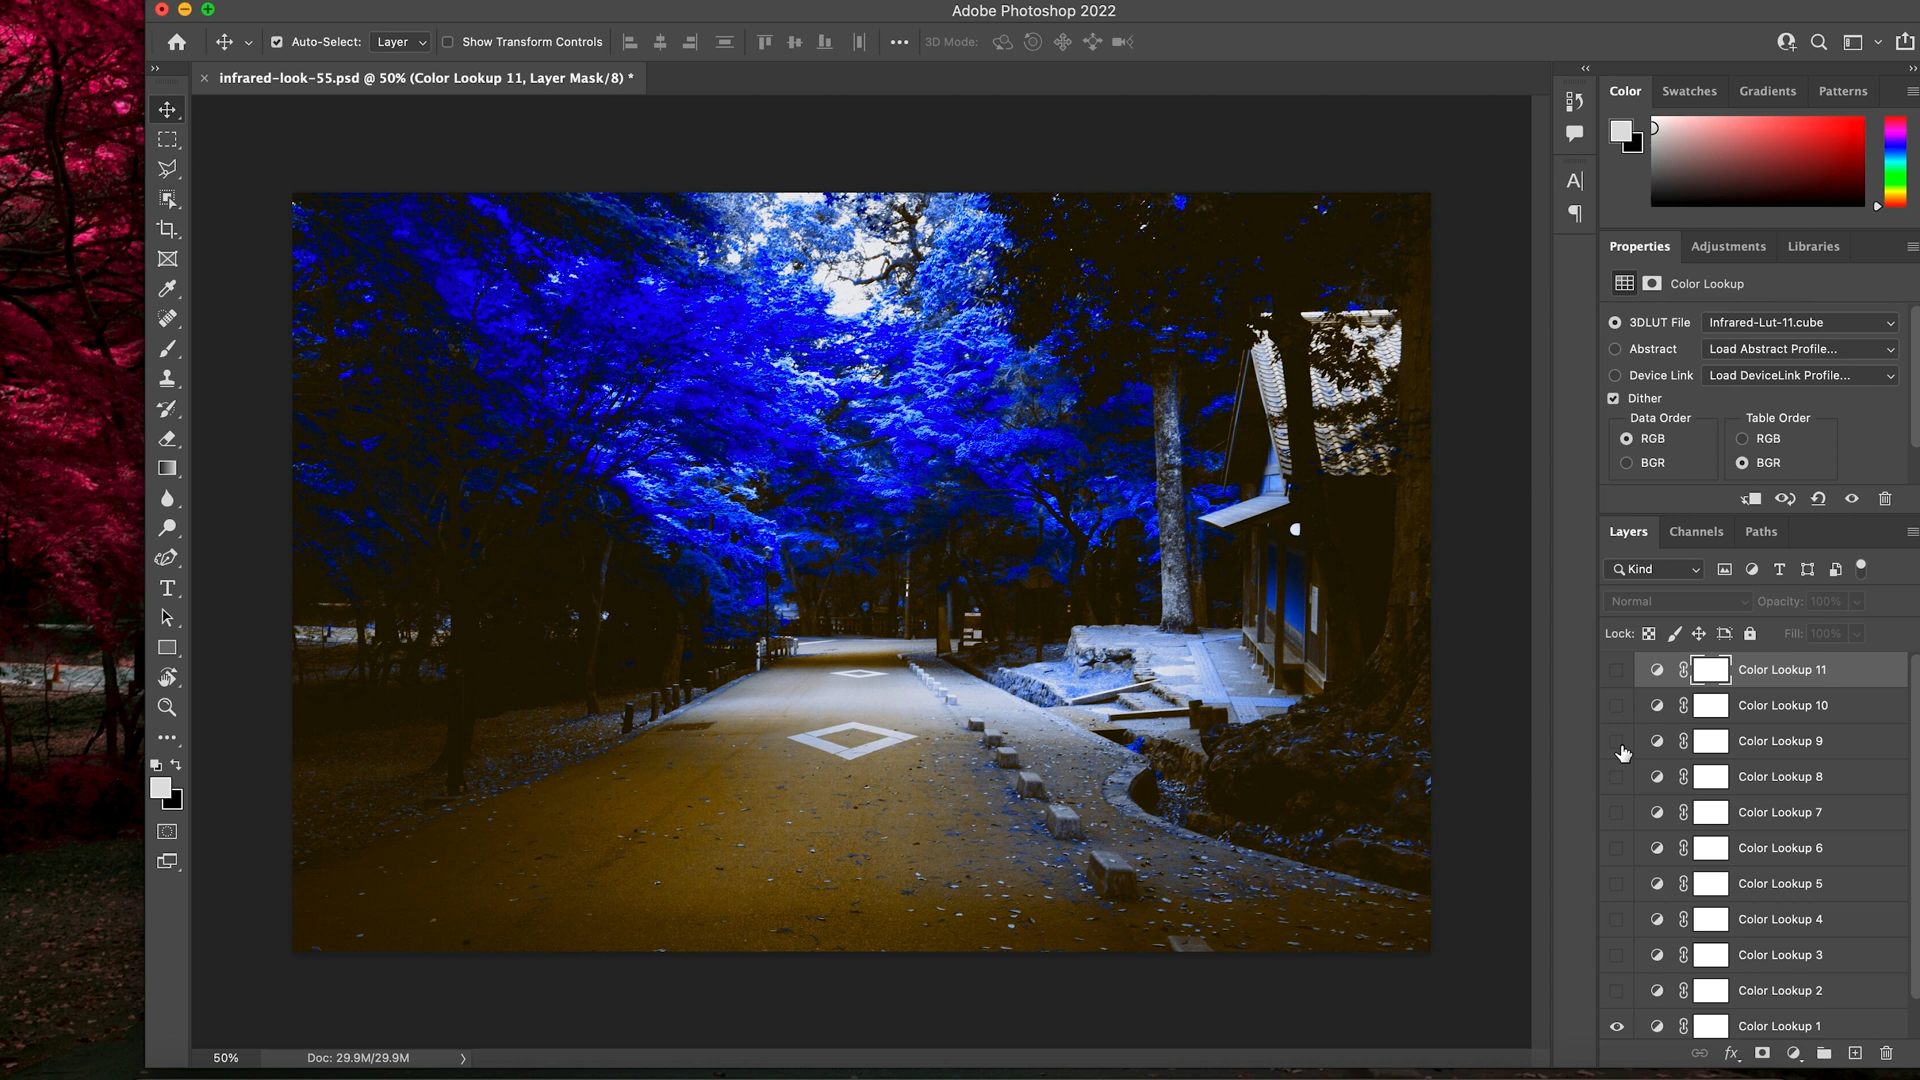 Adobe Photoshop 2022
Auto-Select: Layer Show Transform Controls 3D Mode:
infrared-look-55.psd @ 50% (Color Lookup 11, Layer Mask/8) *
Color Swatches Gradients Patterns
Properties Adjustments Libraries
Color Lookup
3DLUT File Infrared-Lut-11.cube
Abstract Load Abstract Profile...
Device Link Load DeviceLink Profile...
Dither
Data Order Table Order
RGB RGB
BGR BGR
Layers Channels Paths
Kind
Normal Opacity: 100%
Lock: Fill: 100%
Color Lookup 11
Color Lookup 10
Color Lookup 9
Color Lookup 8
Color Lookup 7
Color Lookup 6
Color Lookup 5
Color Lookup 4
Color Lookup 3
Color Lookup 2
Color Lookup 1
50% Doc: 29.9M/29.9M